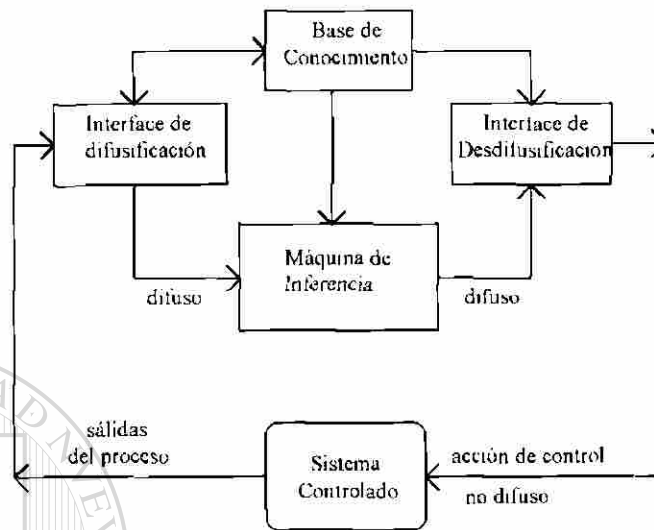 Base de
Conocimiento
Interface de
difusificación
Interface de
Desdifusificación
Máquina de
Inferencia
difuso
difuso
sálidas
del proceso
Sistema
Controlado
acción de control
no difuso